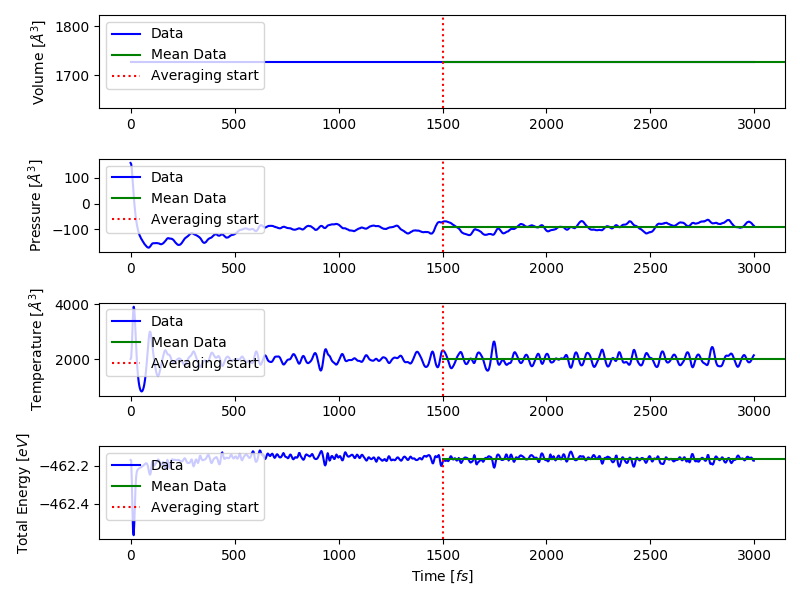 Volume [Å³]
1800
1700
Data
Mean Data
Averaging start
0 500 1000 1500 2000 2500 3000
Pressure [Å³]
100
0
−100
Data
Mean Data
Averaging start
0 500 1000 1500 2000 2500 3000
Temperature [Å³]
4000
2000
Data
Mean Data
Averaging start
0 500 1000 1500 2000 2500 3000
Total Energy [eV]
−462.2
−462.4
Data
Mean Data
Averaging start
0 500 1000 1500 2000 2500 3000
Time [fs]